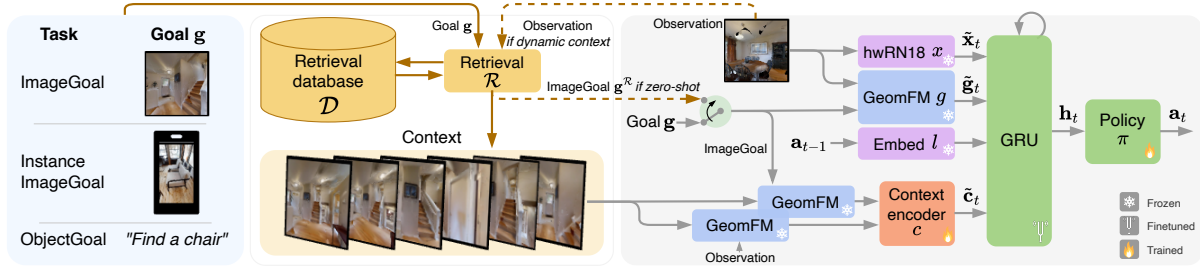 Task
Goal g
ImageGoal
Instance
ImageGoal
ObjectGoal
"Find a chair"
Goal g
Observation
if dynamic context
Retrieval
database
𝒟
Retrieval
ℛ
ImageGoal g^ℛ if zero-shot
Context
Observation
Goal g
ImageGoal
a_{t−1}
hwRN18 x
GeomFM g
Embed l
GeomFM
GeomFM
Observation
Context
encoder
c
x̃_t
g̃_t
c̃_t
GRU
h_t
Policy
π
a_t
Frozen
Finetuned
Trained